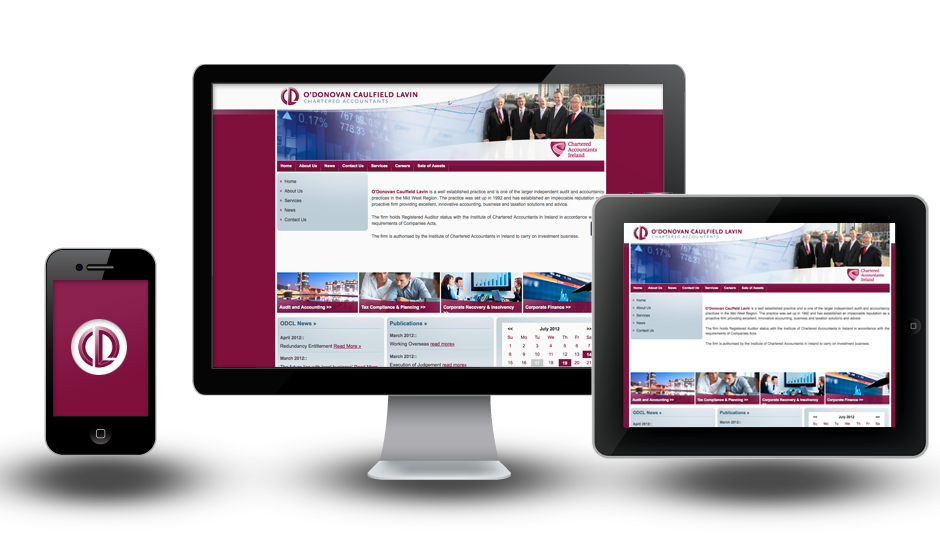 O'DONOVAN CAULFIELD LAVIN
CHARTERED ACCOUNTANTS
0.17%
778.33
Chartered
Accountants
Ireland
Home About Us News Contact Us Services Careers Sale of Assets
Home
About Us
Services
News
Contact Us
O'Donovan Caulfield Lavin is a well established practice and is one of the larger independent audit and accountancy
practices in the Mid West Region. The practice was set up in 1992 and has established an impeccable reputation
proactive firm providing excellent, innovative accounting, business and taxation solutions and advice.
The firm holds Registered Auditor status with the Institute of Chartered Accountants in Ireland in accordance
requirements of Companies Acts.
The firm is authorised by the Institute of Chartered Accountants in Ireland to carry on investment business.
Audit and Accounting >> Tax Compliance & Planning >> Corporate Recovery & Insolvency Corporate Finance >>
>>
ODCL News » Publications » << July 2012 >>
Su Mo Tu We Th Fr Sa
April 2012:
Redundancy Entitlement Read More »
March 2012:
March 2012:
Working Overseas read more»
March 2012:
Execution of Judgement read more»
1 2 3 4 5 6 7
8 9 10 11 12 13 14
15 16 17 18 19 20
O'DONOVAN CAULFIELD LAVIN
CHARTERED ACCOUNTANTS
0.17%
778.33
Chartered
Accountants
Ireland
Home About Us News Contact Us Services Careers Sale of Assets
Home
About Us
Services
News
Contact Us
O'Donovan Caulfield Lavin is a well established practice and is one of the larger independent audit and accountancy
practices in the Mid West Region. The practice was set up in 1992 and has established an impeccable reputation as a
proactive firm providing excellent, innovative accounting, business and taxation solutions and advice.
The firm holds Registered Auditor status with the Institute of Chartered Accountants in Ireland in accordance with the
requirements of Companies Acts.
The firm is authorised by the Institute of Chartered Accountants in Ireland to carry on investment business.
Audit and Accounting >> Tax Compliance & Planning >> Corporate Recovery & Insolvency Corporate Finance >>
>>
ODCL News » Publications » << July 2012 >>
April 2012: March 2012: Su Mo Tu We Th Fr Sa